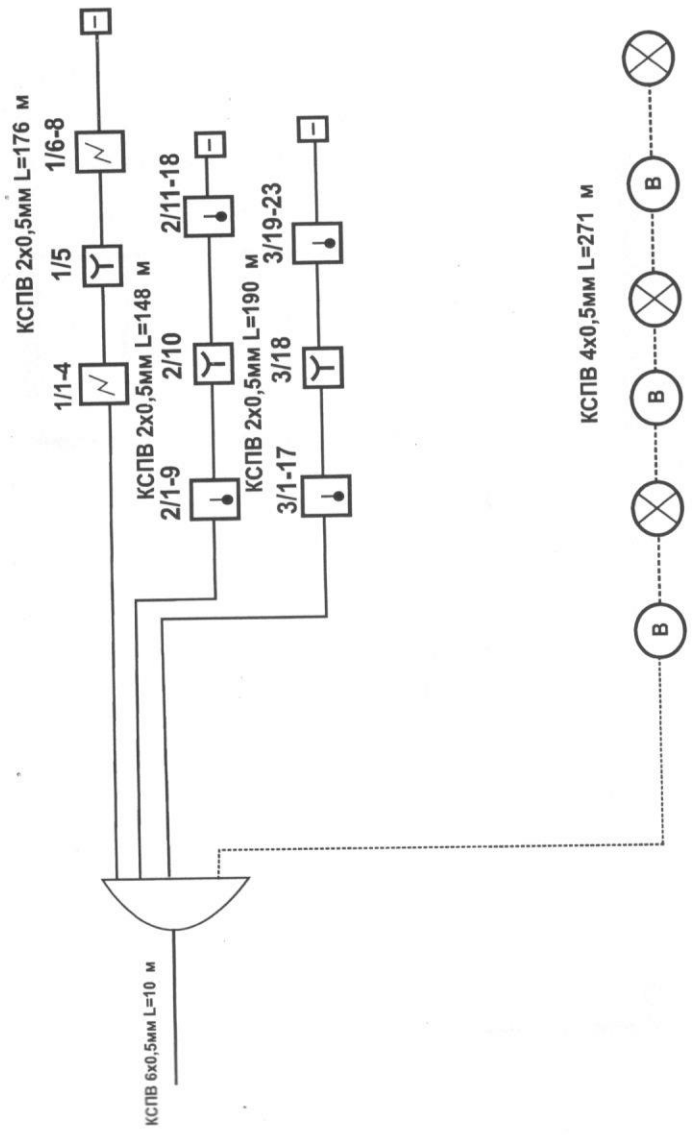 КСПВ 6х0,5мм L=10 м
КСПВ 2х0,5мм L=176 м
1/1-4
1/5
1/6-8
КСПВ 2х0,5мм L=148 м
2/1-9
2/10
2/11-18
КСПВ 2х0,5мм L=190 м
3/1-17
3/18
3/19-23
КСПВ 4х0,5мм L=271 м
В
В
В